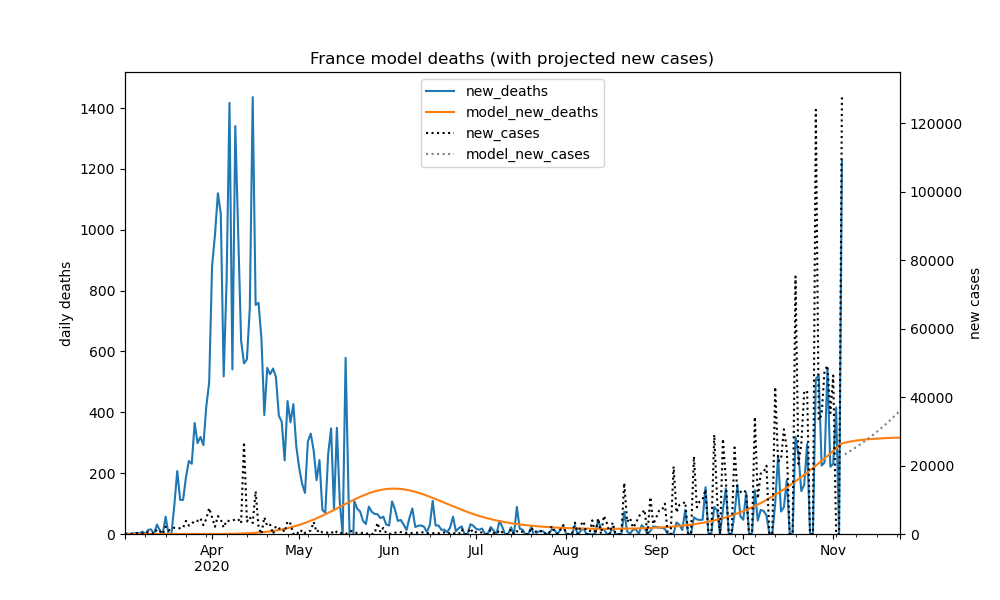 France model deaths (with projected new cases)
new_deaths
model_new_deaths
new_cases
model_new_cases
daily deaths
1400
1200
1000
800
600
400
200
0
new cases
120000
100000
80000
60000
40000
20000
0
Apr
2020
May
Jun
Jul
Aug
Sep
Oct
Nov